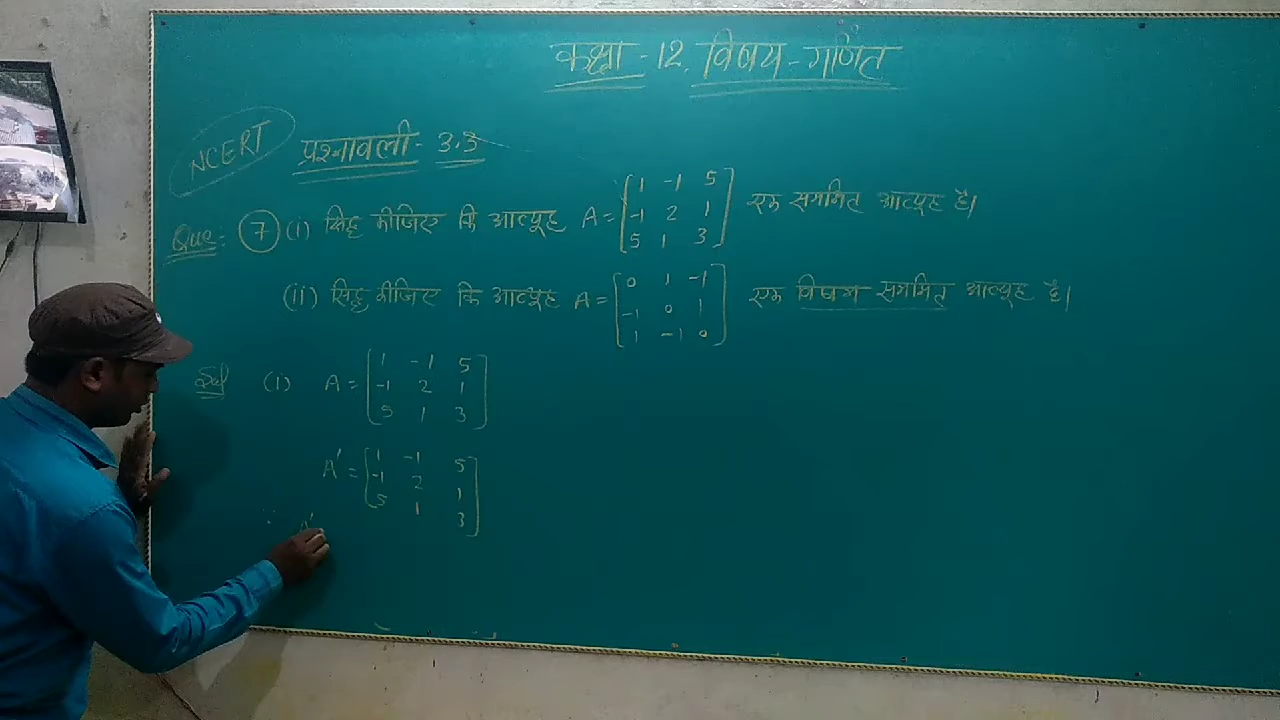 कक्षा - 12. विषय - गणित
NCERT प्रश्नावली - 3.3
Que: 7 (i) सिद्ध कीजिए कि आव्यूह A = [1 -1 5
-1 2 1
5 1 3] एक सममित आव्यूह है।
(ii) सिद्ध कीजिए कि आव्यूह A = [0 1 -1
-1 0 1
1 -1 0] एक विषम सममित आव्यूह है।
Sol (i) A = [1 -1 5
-1 2 1
5 1 3]
A' = [1 -1 5
-1 2 1
5 1 3]
∵ A'